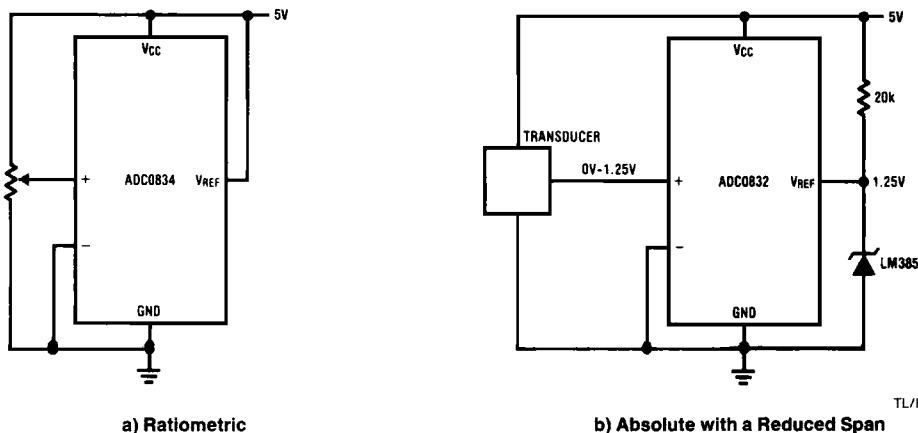 5V
VCC
+
ADC0834
VREF
−
GND
a) Ratiometric
5V
VCC
20k
TRANSDUCER
0V-1.25V
+
ADC0832
VREF
1.25V
−
LM385
GND
TL/
b) Absolute with a Reduced Span